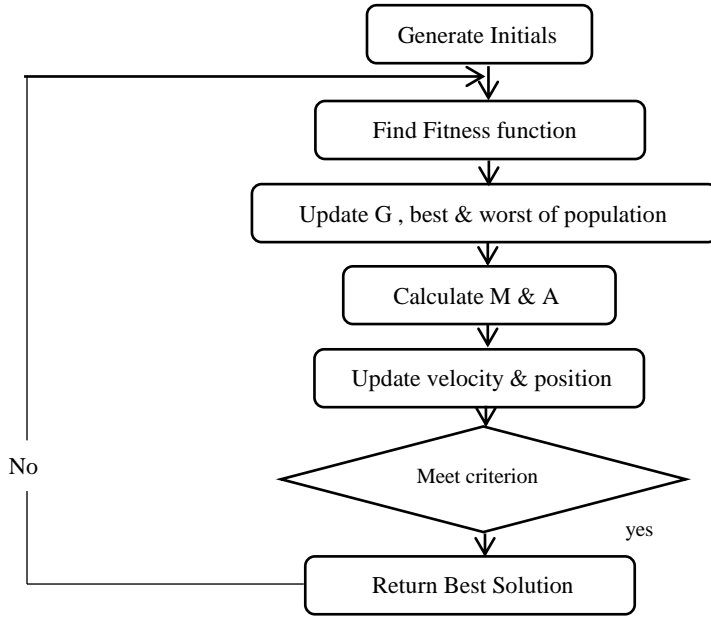 Generate Initials
Find Fitness function
Update G , best & worst of population
Calculate M & A
Update velocity & position
Meet criterion
No
yes
Return Best Solution